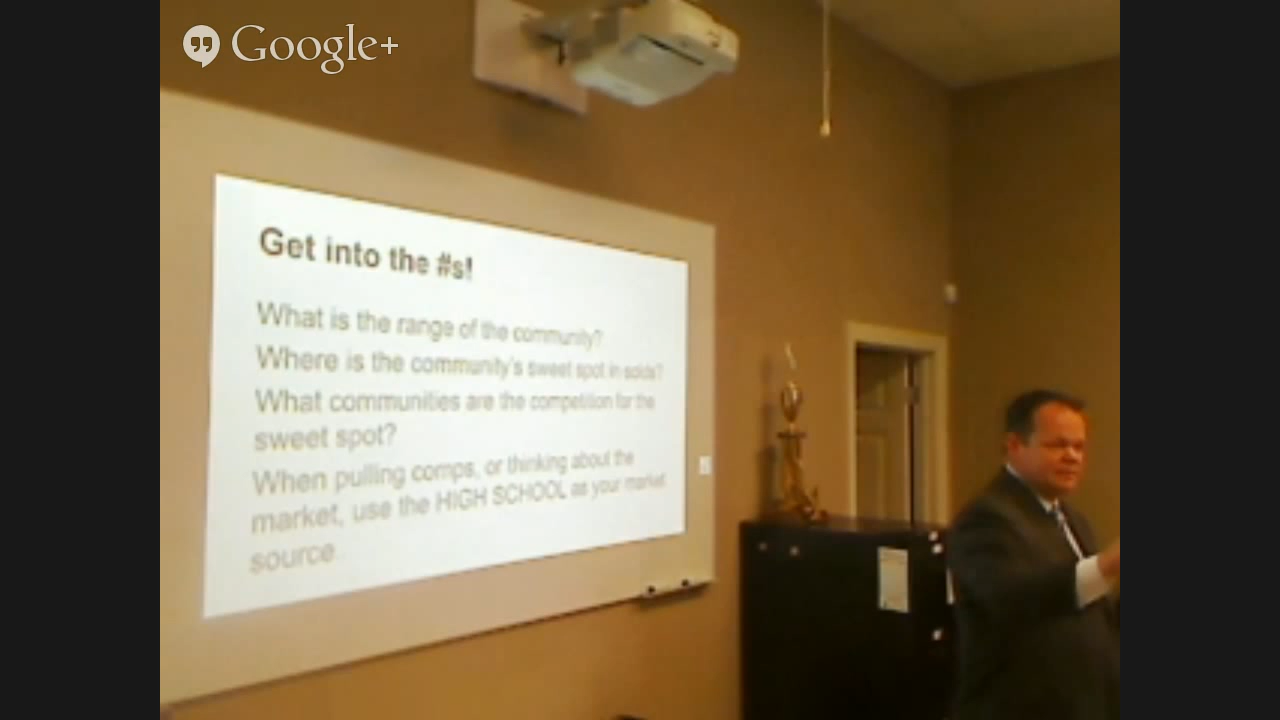 Google+
Get into the #s!
What is the range of the community?
Where is the community's sweet spot in solds?
What communities are the competition for the
sweet spot?
When pulling comps, or thinking about the
market, use the HIGH SCHOOL as your market
source.